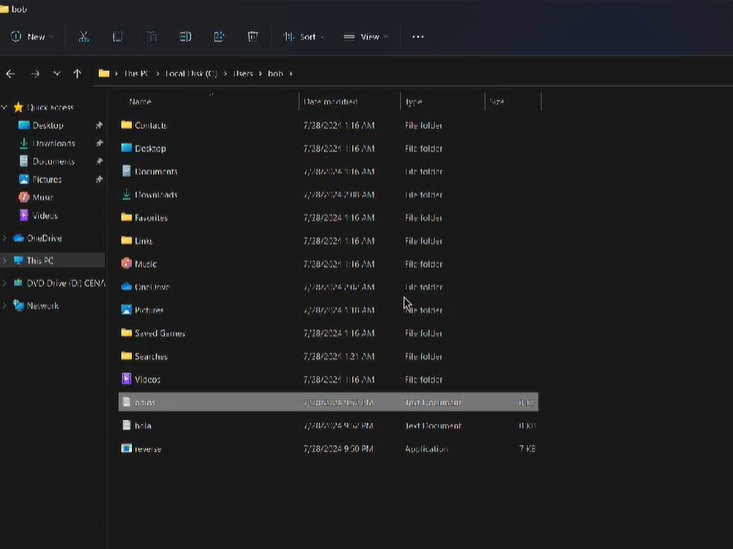 bob
New Sort View
This PC Local Disk (C:) Users bob
Name Date modified Type Size
Quick access
Desktop
Downloads
Documents
Pictures
Music
Videos
OneDrive
This PC
DVD Drive (D:) CENA
Network
Contacts 7/28/2024 1:16 AM File folder
Desktop 7/28/2024 1:16 AM File folder
Documents 7/28/2024 1:16 AM File folder
Downloads 7/28/2024 2:08 AM File folder
Favorites 7/28/2024 1:16 AM File folder
Links 7/28/2024 1:16 AM File folder
Music 7/28/2024 1:16 AM File folder
OneDrive 7/28/2024 2:02 AM File folder
Pictures 7/28/2024 1:18 AM File folder
Saved Games 7/28/2024 1:16 AM File folder
Searches 7/28/2024 1:21 AM File folder
Videos 7/28/2024 1:16 AM File folder
7/28/2024 PM Text Document 0 KB
hola 7/28/2024 9:52 PM Text Document 0 KB
reverse 7/28/2024 9:50 PM Application 7 KB